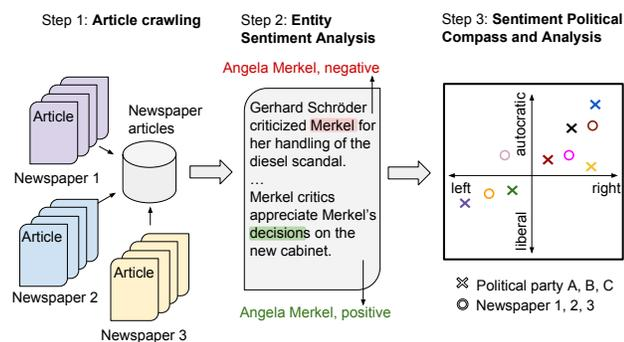 Step 1: Article crawling
Step 2: Entity
Sentiment Analysis
Step 3: Sentiment Political
Compass and Analysis
Article
Newspaper 1
Article
Newspaper 2
Article
Newspaper 3
Newspaper
articles
Angela Merkel, negative
Gerhard Schröder
criticized Merkel for
her handling of the
diesel scandal.
...
Merkel critics
appreciate Merkel's
decisions on the
new cabinet.
Angela Merkel, positive
autocratic
left
right
liberal
Political party A, B, C
Newspaper 1, 2, 3